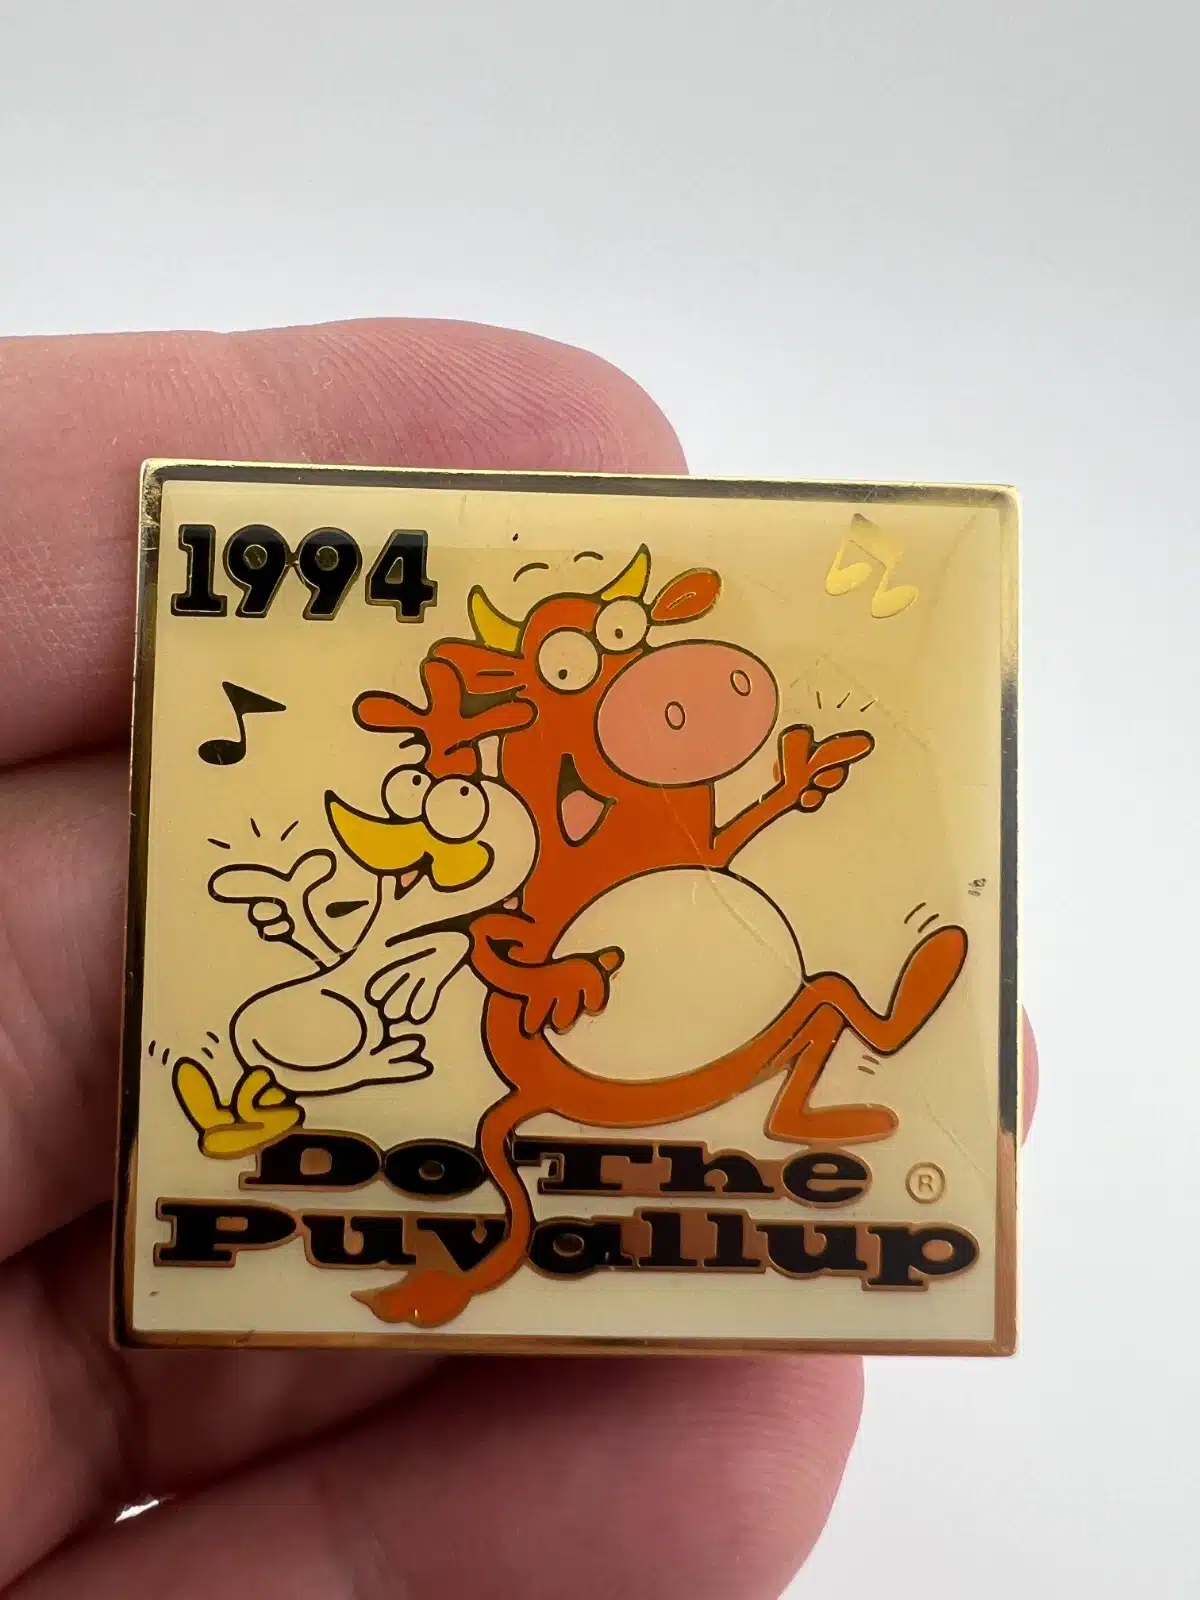 1994
Do The ®
Puyallup